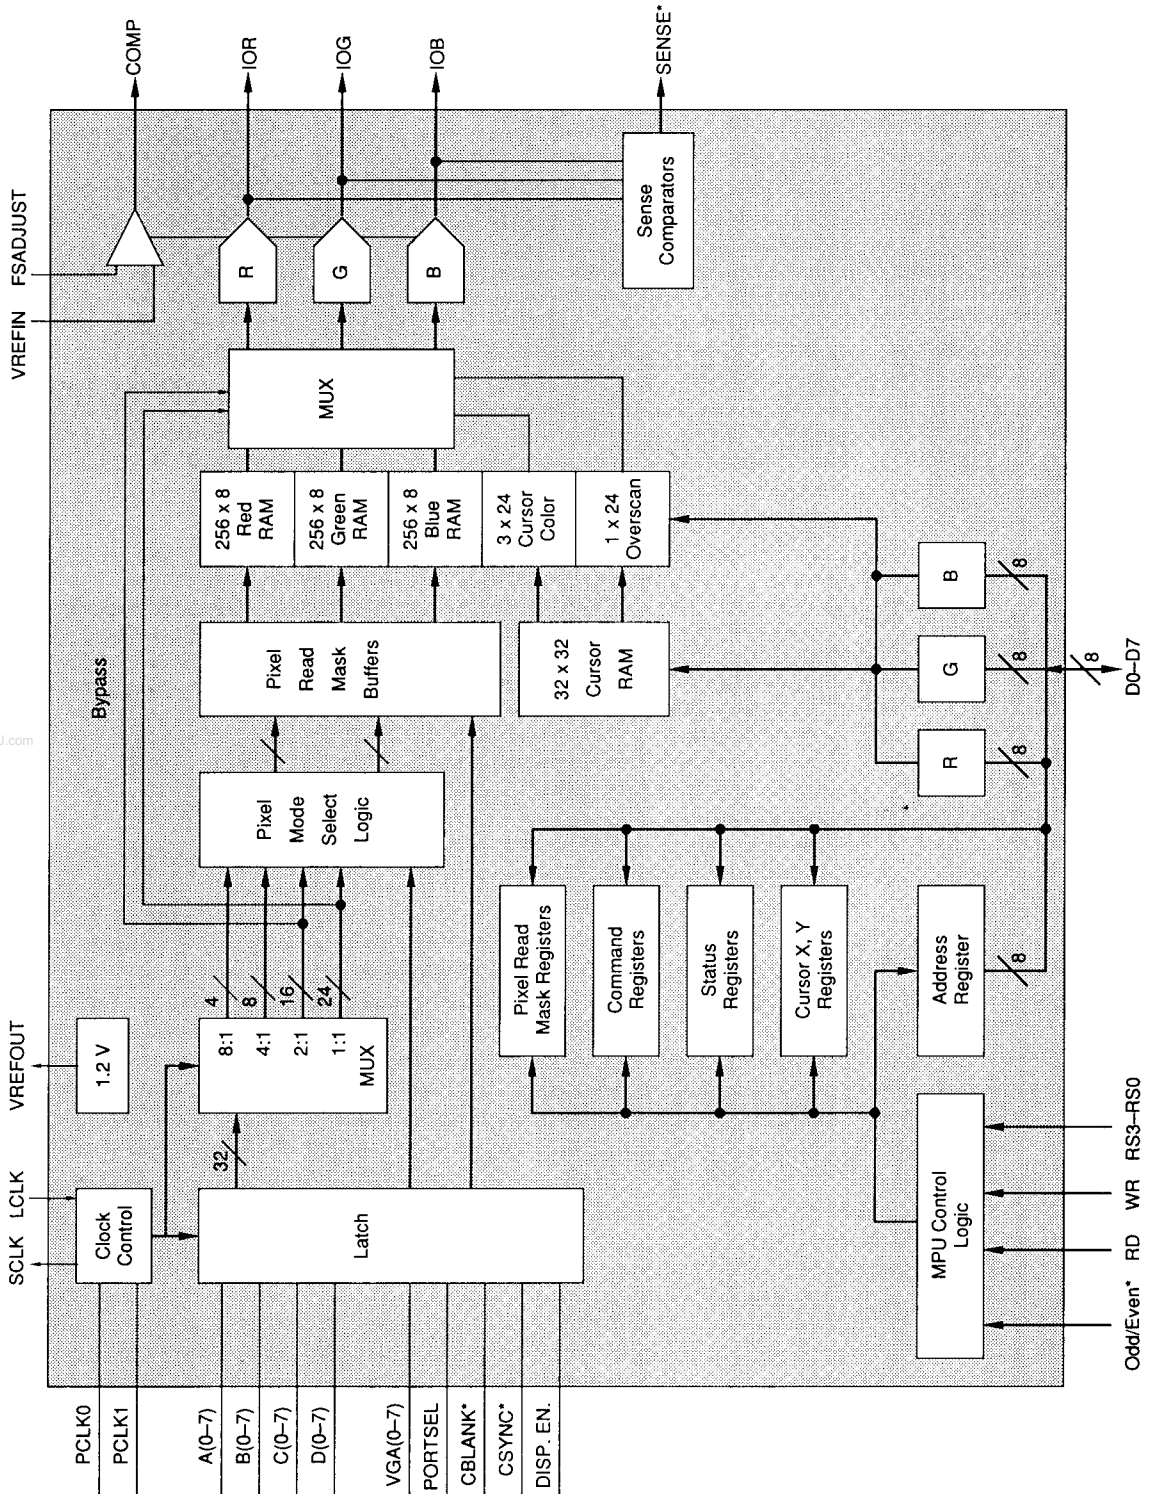 PCLK0
PCLK1
A(0–7)
B(0–7)
C(0–7)
D(0–7)
VGA(0–7)
PORTSEL
CBLANK*
CSYNC*
DISP. EN.
SCLK
LCLK
VREFOUT
VREFIN
FSADJUST
Clock
Control
1.2 V
Latch
32
8:1
4:1
2:1
1:1
MUX
4
8
16
24
Bypass
Pixel
Mode
Select
Logic
Pixel
Read
Mask
Buffers
32 x 32
Cursor
RAM
256 x 8
Red
RAM
256 x 8
Green
RAM
256 x 8
Blue
RAM
3 x 24
Cursor
Color
1 x 24
Overscan
MUX
R
G
B
Sense
Comparators
COMP
IOR
IOG
IOB
SENSE*
Pixel Read
Mask Registers
Command
Registers
Status
Registers
Cursor X, Y
Registers
MPU Control
Logic
Address
Register
8
R
8
G
8
B
8
8
D0–D7
Odd/Even*
RD
WR
RS3–RS0